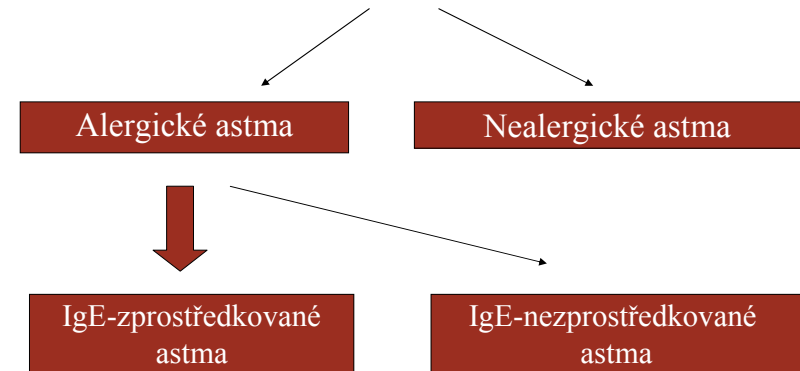 Alergické astma
Nealergické astma
IgE-zprostředkované
astma
IgE-nezprostředkované
astma